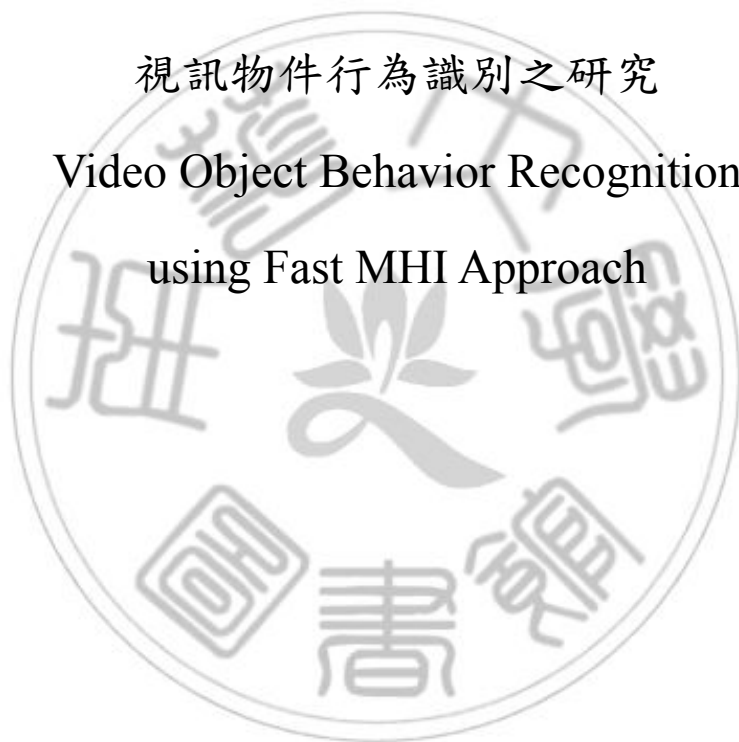 視訊物件行為識別之研究
Video Object Behavior Recognition
using Fast MHI Approach
書